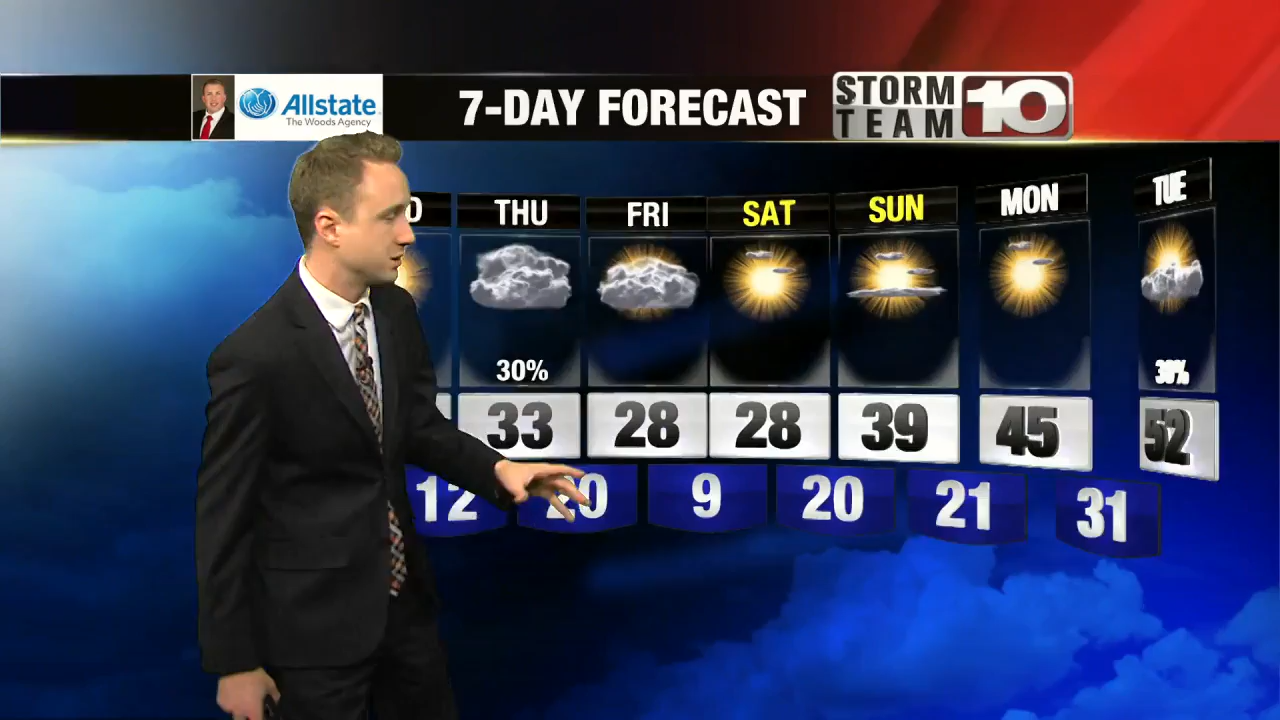 Allstate
The Woods Agency
7-DAY FORECAST
STORM TEAM 10
THU FRI SAT SUN MON TUE
30% 30%
33 28 28 39 45 52
12 20 9 20 21 31